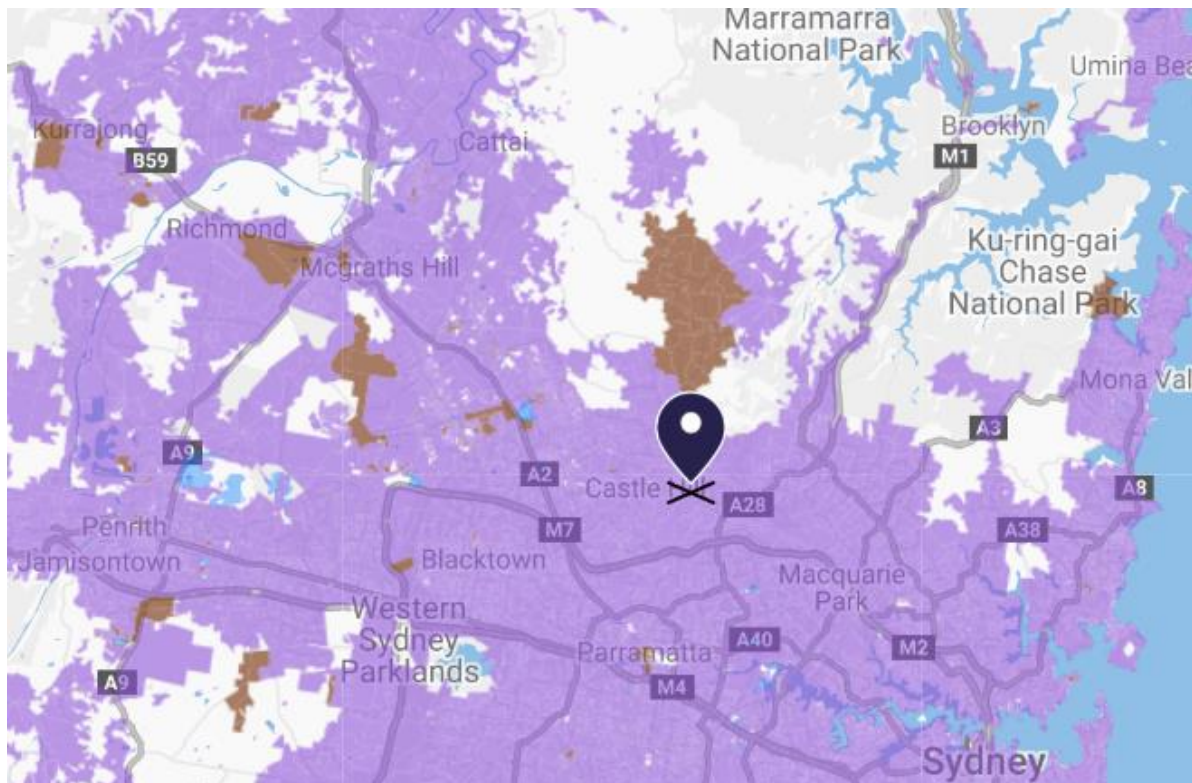 Marramarra
National Park
Umina Bea
Kurrajong
Cattai
Brooklyn
B59
M1
Richmond
Ku-ring-gai
Chase
National Park
Mcgraths Hill
Mona Val
A3
A9
A2
Castle Hill
A28
A8
Penrith
M7
A38
Jamisontown
Blacktown
Macquarie
Park
Western
Sydney
Parklands
A40
M2
Parramatta
A9
M4
Sydney